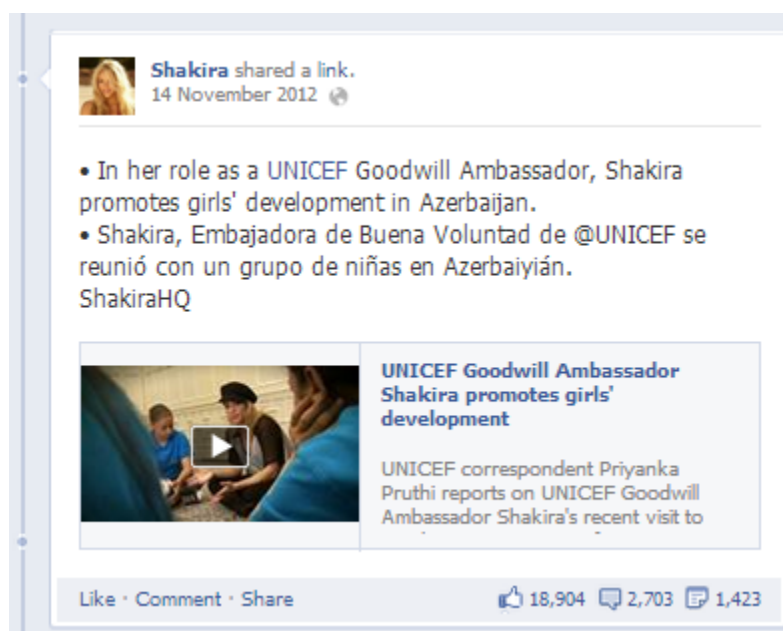 Shakira shared a link.
14 November 2012
• In her role as a UNICEF Goodwill Ambassador, Shakira
promotes girls' development in Azerbaijan.
• Shakira, Embajadora de Buena Voluntad de @UNICEF se
reunió con un grupo de niñas en Azerbaiyián.
ShakiraHQ
UNICEF Goodwill Ambassador
Shakira promotes girls'
development
UNICEF correspondent Priyanka
Pruthi reports on UNICEF Goodwill
Ambassador Shakira's recent visit to
Like · Comment · Share 18,904 2,703 1,423